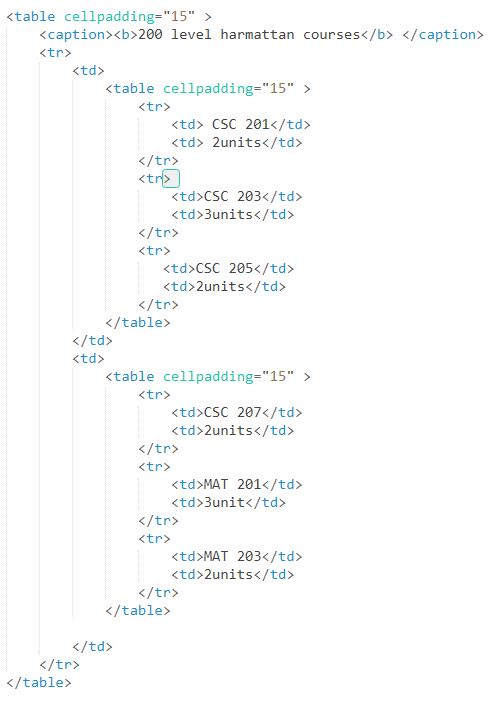 <table cellpadding="15" >
    <caption><b>200 level harmattan courses</b> </caption>
    <tr>
        <td>
            <table cellpadding="15" >
                <tr>
                    <td> CSC 201</td>
                    <td> 2units</td>
                </tr>
                <tr>
                    <td>CSC 203</td>
                    <td>3units</td>
                </tr>
                <tr>
                   <td>CSC 205</td>
                   <td>2units</td>
                </tr>
            </table>
        </td>
        <td>
            <table cellpadding="15" >
                <tr>
                    <td>CSC 207</td>
                    <td>2units</td>
                </tr>
                <tr>
                    <td>MAT 201</td>
                    <td>3unit</td>
                </tr>
                <tr>
                    <td>MAT 203</td>
                    <td>2units</td>
                </tr>
            </table>

        </td>
    </tr>
</table>